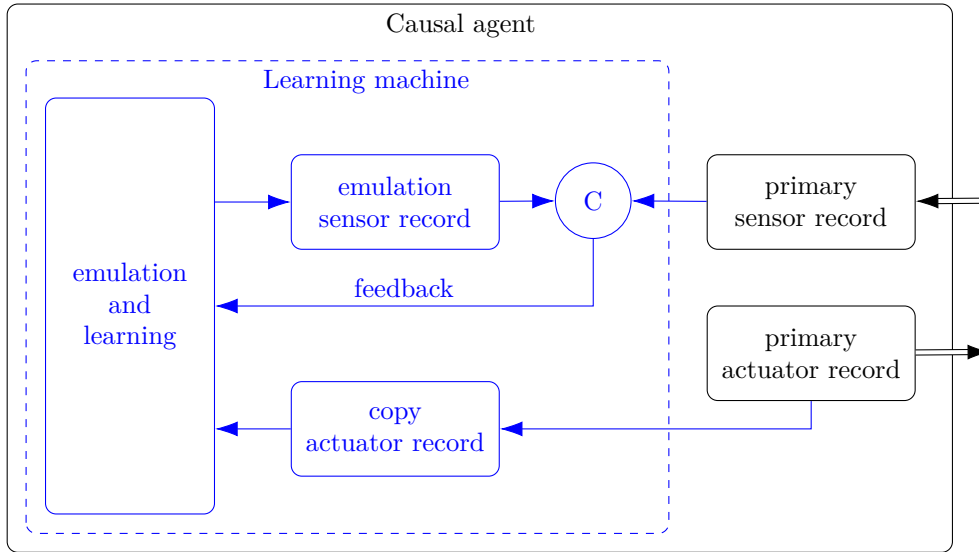 Causal agent
Learning machine
emulation
sensor record
C
primary
sensor record
emulation
and
learning
feedback
primary
actuator record
copy
actuator record